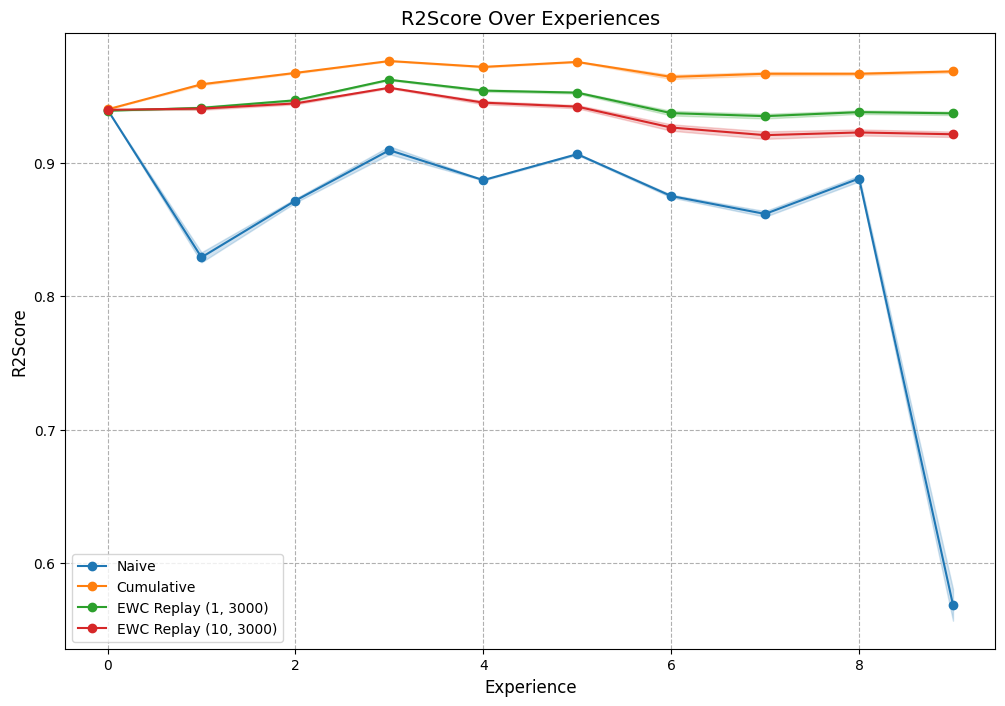 R2Score Over Experiences
R2Score
0.9
0.8
0.7
0.6
Naive
Cumulative
EWC Replay (1, 3000)
EWC Replay (10, 3000)
0
2
4
6
8
Experience